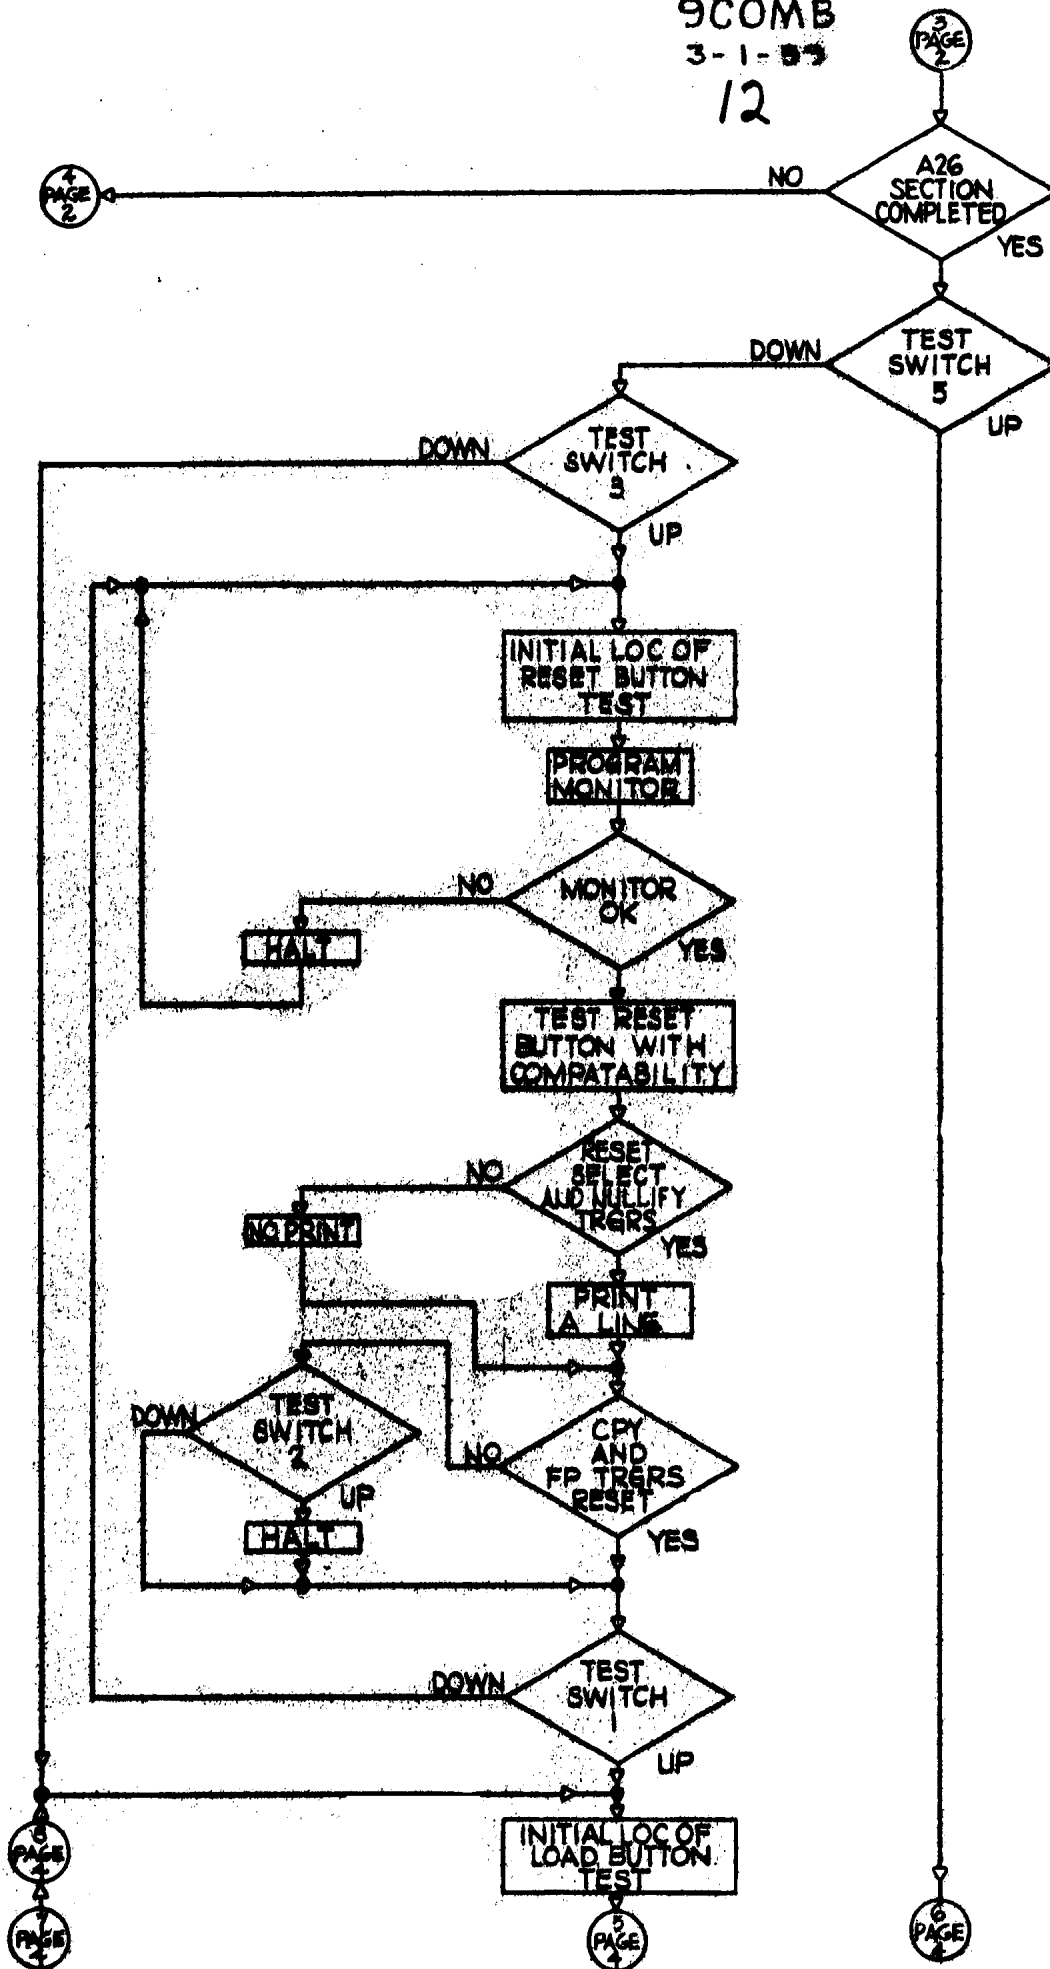 9COMB
3-1-
12
3
PAGE
2
A26
SECTION
COMPLETED
NO
YES
4
PAGE
2
TEST
SWITCH
5
DOWN
UP
TEST
SWITCH
3
DOWN
UP
INITIAL LOC OF
RESET BUTTON
TEST
PROGRAM
MONITOR
MONITOR
OK
NO
YES
HALT
TEST RESET
BUTTON WITH
COMPATABILITY
RESET
SELECT
AND NULLIFY
TRGRS
NO
YES
NO PRINT
PRINT
A LINE
TEST
SWITCH
2
DOWN
UP
HALT
CPY
AND
FP TRGRS
RESET
NO
YES
TEST
SWITCH
1
DOWN
UP
INITIAL LOC OF
LOAD BUTTON
TEST
PAGE
7
PAGE
5
PAGE
4
6
PAGE